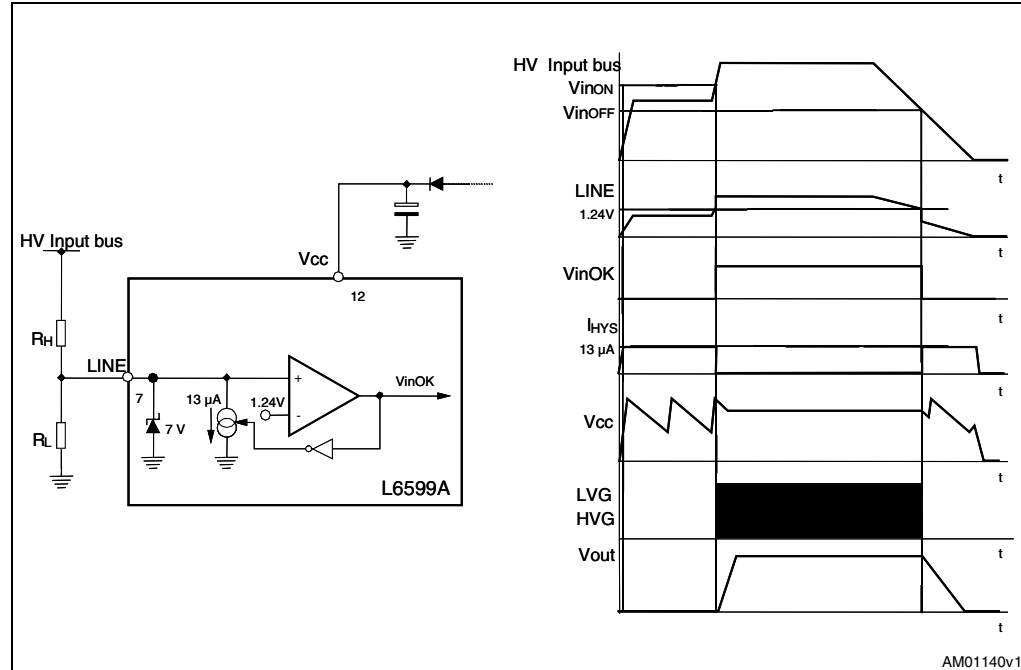 HV Input bus
RH
RL
LINE
7
7 V
13 µA
1.24V
+
-
VinOK
Vcc
12
L6599A
HV Input bus
VinON
VinOFF
t
LINE
1.24V
t
VinOK
t
IHYS
13 µA
t
Vcc
t
LVG
HVG
t
Vout
t
AM01140v1